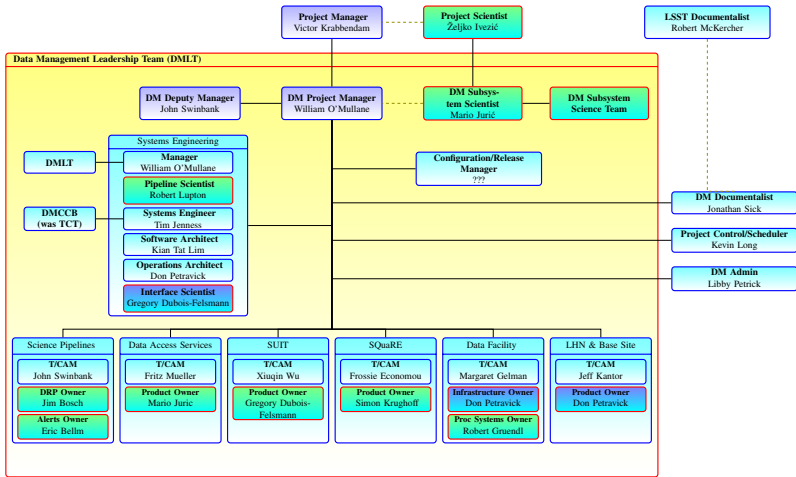 Project Manager
Victor Krabbendam
Project Scientist
Željko Ivezić
LSST Documentalist
Robert McKercher
Data Management Leadership Team (DMLT)
DM Deputy Manager
John Swinbank
DM Project Manager
William O'Mullane
DM Subsys-
tem Scientist
Mario Jurić
DM Subsystem
Science Team
Systems Engineering
DMLT
Manager
William O'Mullane
Pipeline Scientist
Robert Lupton
DMCCB
(was TCT)
Systems Engineer
Tim Jenness
Software Architect
Kian Tat Lim
Operations Architect
Don Petravick
Interface Scientist
Gregory Dubois-Felsmann
Configuration/Release
Manager
???
DM Documentalist
Jonathan Sick
Project Control/Scheduler
Kevin Long
DM Admin
Libby Petrick
Science Pipelines
T/CAM
John Swinbank
DRP Owner
Jim Bosch
Alerts Owner
Eric Bellm
Data Access Services
T/CAM
Fritz Mueller
Product Owner
Mario Juric
SUIT
T/CAM
Xiuqin Wu
Product Owner
Gregory Dubois-
Felsmann
SQuaRE
T/CAM
Frossie Economou
Product Owner
Simon Krughoff
Data Facility
T/CAM
Margaret Gelman
Infrastructure Owner
Don Petravick
Proc Systems Owner
Robert Gruendl
LHN & Base Site
T/CAM
Jeff Kantor
Product Owner
Don Petravick